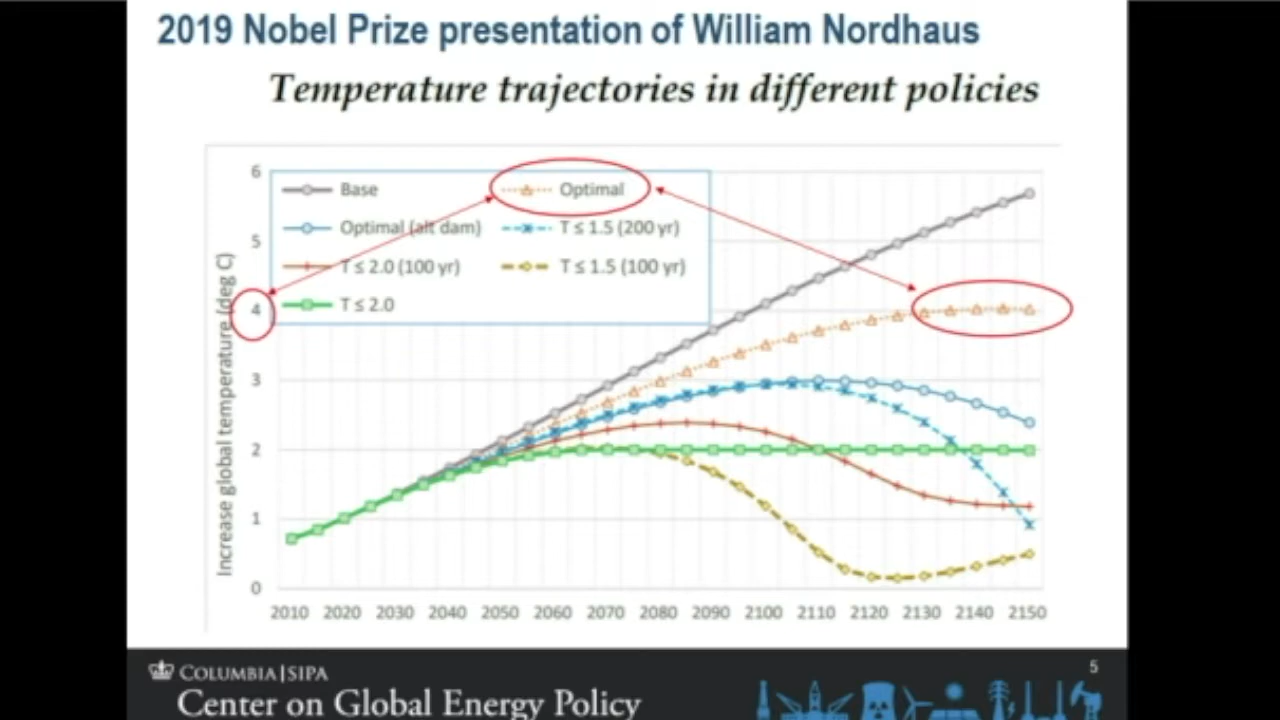 2019 Nobel Prize presentation of William Nordhaus
Temperature trajectories in different policies
Increase global temperature (deg C)
6
5
4
3
2
1
0
Base
Optimal
Optimal (alt dam)
T ≤ 1.5 (200 yr)
T ≤ 2.0 (100 yr)
T ≤ 1.5 (100 yr)
T ≤ 2.0
2010 2020 2030 2040 2050 2060 2070 2080 2090 2100 2110 2120 2130 2140 2150
5
COLUMBIA|SIPA
Center on Global Energy Policy